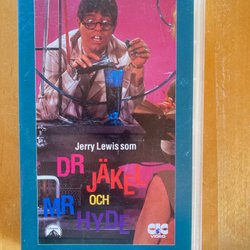 Jerry Lewis som
DR
JÄKEL
OCH
MR
HYDE
CIC
VIDEO